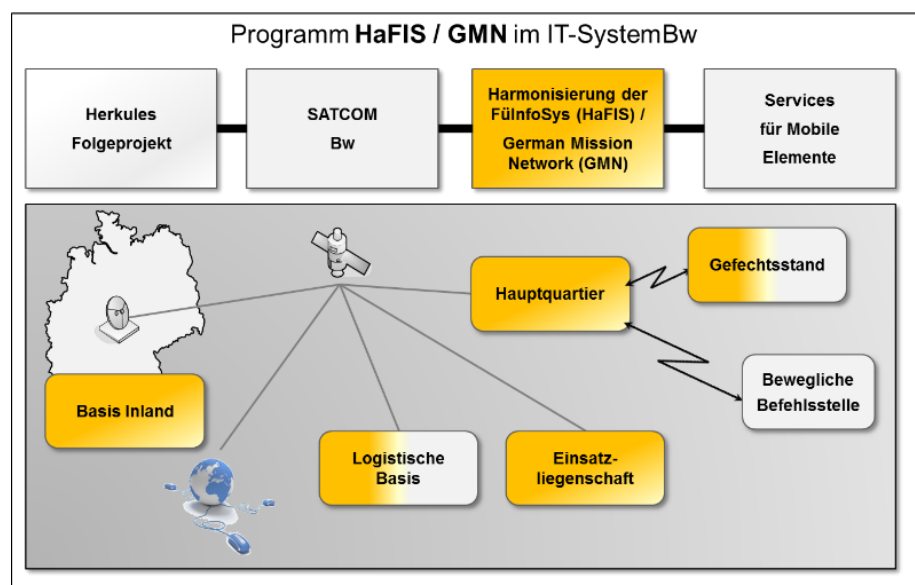 Programm HaFIS / GMN im IT-SystemBw
Herkules
Folgeprojekt
SATCOM
Bw
Harmonisierung der
FüInfoSys (HaFIS) /
German Mission
Network (GMN)
Services
für Mobile
Elemente
Hauptquartier
Gefechtsstand
Basis Inland
Bewegliche
Befehlsstelle
Logistische
Basis
Einsatz-
liegenschaft